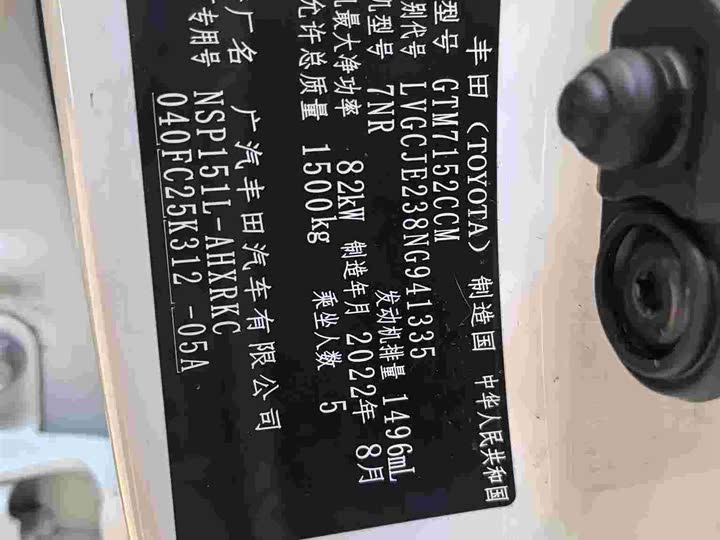 丰田 (TOYOTA) 制造国 中华人民共和国
型号 GTM7152CCM
别代号 LVGCJE238NG941335
机型号 7NR 发动机排量 1496mL
机最大净功率 82kW 制造年月 2022年 8月
允许总质量 1500kg 乘坐人数 5
厂名 广汽丰田汽车有限公司
专用号 NSP151L-AHXRKC
040FC25K312 -05A